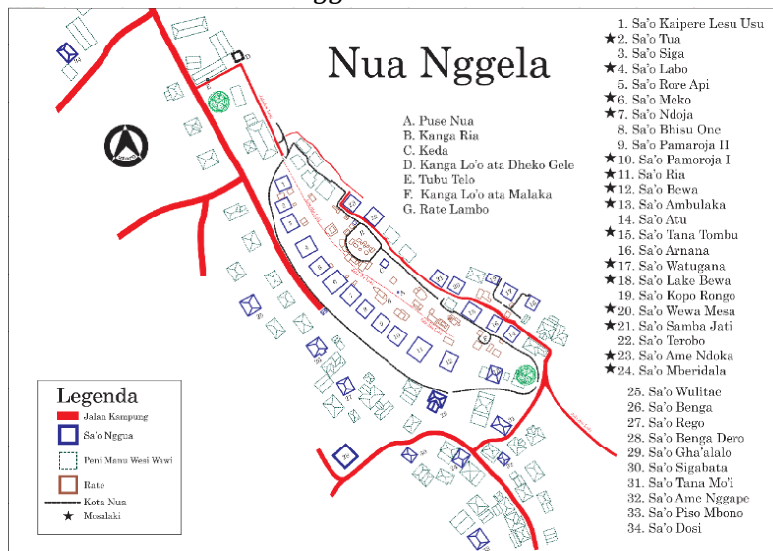 Nua Nggela
A. Puse Nua
B. Kanga Ria
C. Keda
D. Kanga Lo'o ata Dheko Gele
E. Tubu Telo
F. Kanga Lo'o ata Malaka
G. Rate Lambo
1. Sa'o Kaipere Lesu Usu
★2. Sa'o Tua
3. Sa'o Siga
★4. Sa'o Labo
5. Sa'o Rore Api
★6. Sa'o Meko
★7. Sa'o Ndoja
8. Sa'o Bhisu One
9. Sa'o Pamaroja II
★10. Sa'o Pamoroja I
★11. Sa'o Ria
★12. Sa'o Bewa
★13. Sa'o Ambulaka
14. Sa'o Atu
★15. Sa'o Tana Tombu
16. Sa'o Arnana
★17. Sa'o Watugana
★18. Sa'o Lake Bewa
19. Sa'o Kopo Rongo
★20. Sa'o Wewa Mesa
★21. Sa'o Samba Jati
22. Sa'o Terobo
★23. Sa'o Ame Ndoka
★24. Sa'o Mberidala
25. Sa'o Wulitae
26. Sa'o Benga
27. Sa'o Rego
28. Sa'o Benga Dero
29. Sa'o Gha'alalo
30. Sa'o Sigabata
31. Sa'o Tana Mo'i
32. Sa'o Ame Nggape
33. Sa'o Piso Mbono
34. Sa'o Dosi
Legenda
Jalan Kampung
Sa'o Nggua
Peni Manu Wesi Wiwi
Rate
Kota Nua
★ Mosalaki